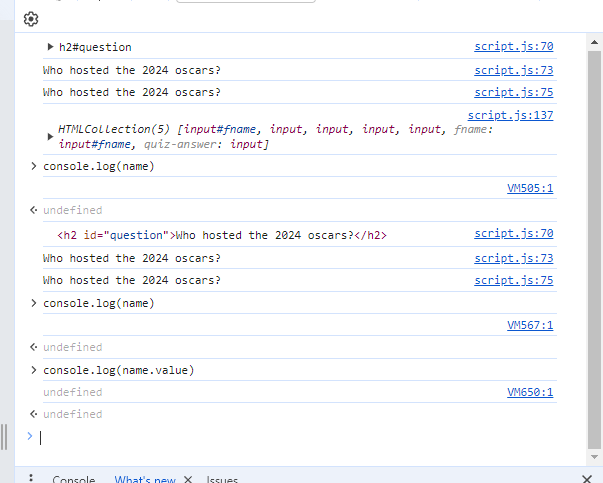 h2#question script.js:70
Who hosted the 2024 oscars? script.js:73
Who hosted the 2024 oscars? script.js:75
script.js:137
HTMLCollection(5) [input#fname, input, input, input, input, fname:
input#fname, quiz-answer: input]
console.log(name)
VM505:1
undefined
<h2 id="question">Who hosted the 2024 oscars?</h2> script.js:70
Who hosted the 2024 oscars? script.js:73
Who hosted the 2024 oscars? script.js:75
console.log(name)
VM567:1
undefined
console.log(name.value)
undefined VM650:1
undefined
Console What's new Issues